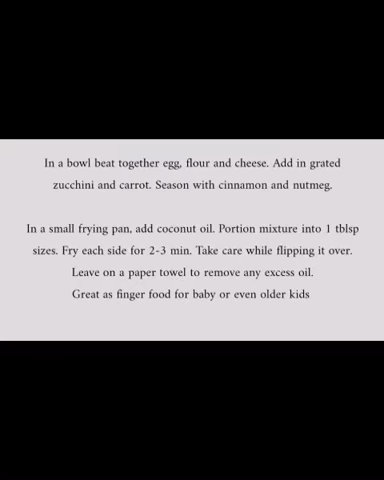 In a bowl beat together egg, flour and cheese. Add in grated
zucchini and carrot. Season with cinnamon and nutmeg.
In a small frying pan, add coconut oil. Portion mixture into 1 tblsp
sizes. Fry each side for 2-3 min. Take care while flipping it over.
Leave on a paper towel to remove any excess oil.
Great as finger food for baby or even older kids